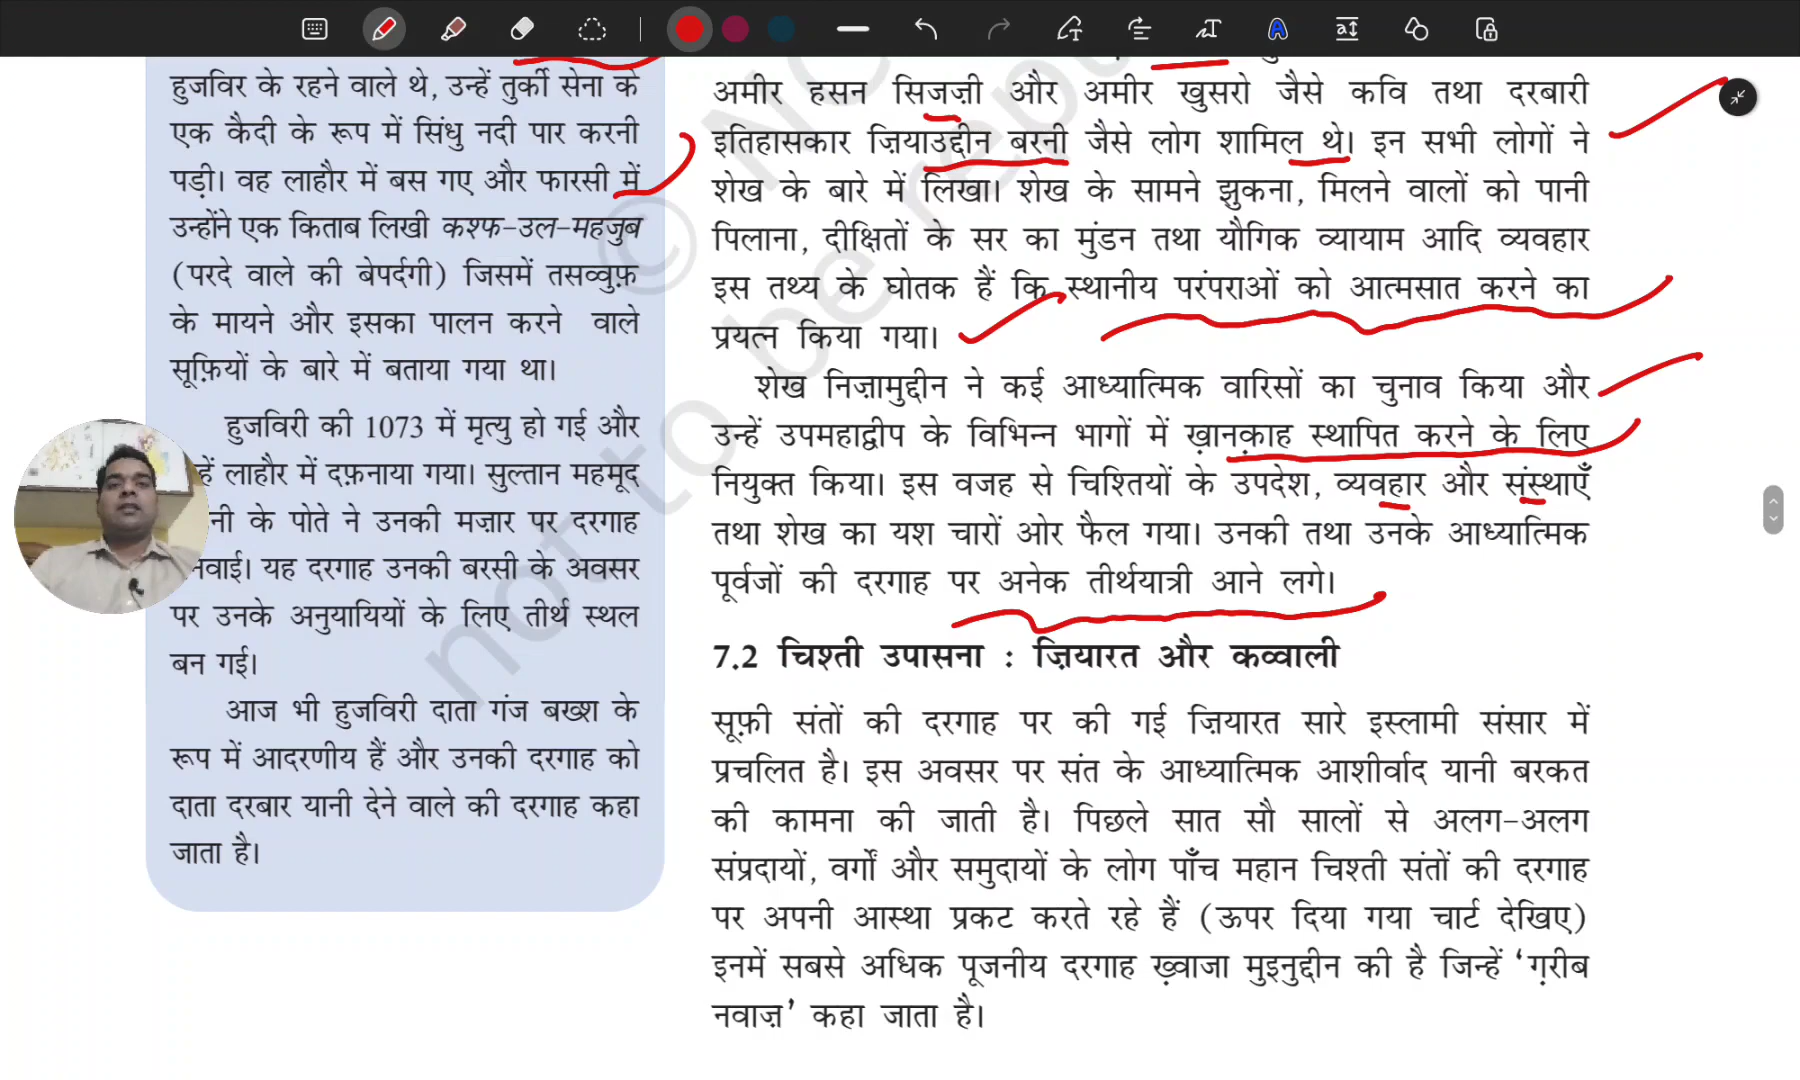 हुजविर के रहने वाले थे, उन्हें तुर्की सेना के
एक कैदी के रूप में सिंधु नदी पार करनी
पड़ी। वह लाहौर में बस गए और फारसी में
उन्होंने एक किताब लिखी कश्फ-उल-महजुब
(परदे वाले की बेपर्दगी) जिसमें तसव्वुफ़
के मायने और इसका पालन करने वाले
सूफ़ियों के बारे में बताया गया था।
हुजविरी की 1073 में मृत्यु हो गई और
हें लाहौर में दफ़नाया गया। सुल्तान महमूद
नी के पोते ने उनकी मज़ार पर दरगाह
नवाई। यह दरगाह उनकी बरसी के अवसर
पर उनके अनुयायियों के लिए तीर्थ स्थल
बन गई।
आज भी हुजविरी दाता गंज बख्श के
रूप में आदरणीय हैं और उनकी दरगाह को
दाता दरबार यानी देने वाले की दरगाह कहा
जाता है।
अमीर हसन सिजज़ी और अमीर खुसरो जैसे कवि तथा दरबारी
इतिहासकार ज़ियाउद्दीन बरनी जैसे लोग शामिल थे। इन सभी लोगों ने
शेख के बारे में लिखा। शेख के सामने झुकना, मिलने वालों को पानी
पिलाना, दीक्षितों के सर का मुंडन तथा यौगिक व्यायाम आदि व्यवहार
इस तथ्य के घोतक हैं कि स्थानीय परंपराओं को आत्मसात करने का
प्रयत्न किया गया।
शेख निज़ामुद्दीन ने कई आध्यात्मिक वारिसों का चुनाव किया और
उन्हें उपमहाद्वीप के विभिन्न भागों में ख़ानक़ाह स्थापित करने के लिए
नियुक्त किया। इस वजह से चिश्तियों के उपदेश, व्यवहार और संस्थाएँ
तथा शेख का यश चारों ओर फैल गया। उनकी तथा उनके आध्यात्मिक
पूर्वजों की दरगाह पर अनेक तीर्थयात्री आने लगे।
7.2 चिश्ती उपासना : ज़ियारत और कव्वाली
सूफ़ी संतों की दरगाह पर की गई ज़ियारत सारे इस्लामी संसार में
प्रचलित है। इस अवसर पर संत के आध्यात्मिक आशीर्वाद यानी बरकत
की कामना की जाती है। पिछले सात सौ सालों से अलग-अलग
संप्रदायों, वर्गों और समुदायों के लोग पाँच महान चिश्ती संतों की दरगाह
पर अपनी आस्था प्रकट करते रहे हैं (ऊपर दिया गया चार्ट देखिए)
इनमें सबसे अधिक पूजनीय दरगाह ख़्वाजा मुइनुद्दीन की है जिन्हें ‘ग़रीब
नवाज़’ कहा जाता है।
not to be rep